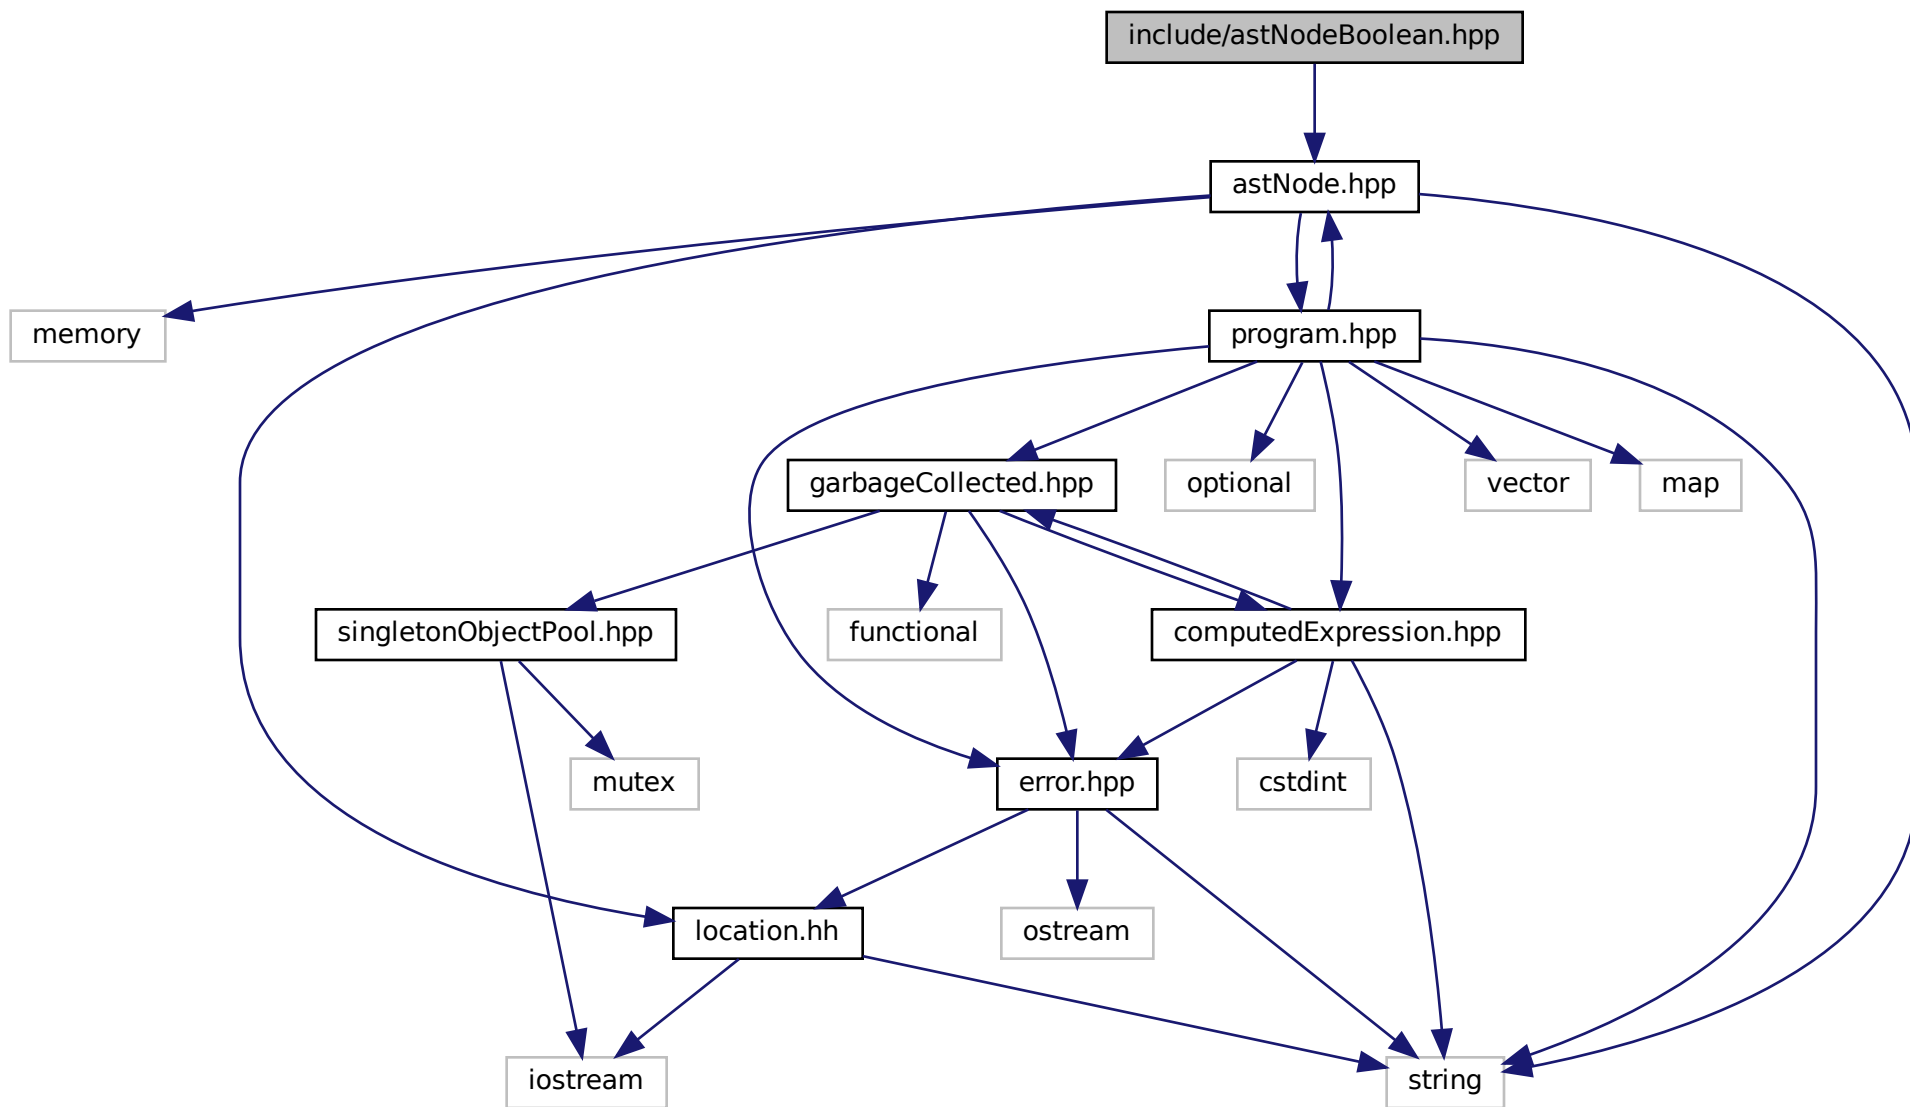 include/astNodeBoolean.hpp
astNode.hpp
memory
program.hpp
garbageCollected.hpp
optional
vector
map
singletonObjectPool.hpp
functional
computedExpression.hpp
mutex
error.hpp
cstdint
location.hh
ostream
iostream
string